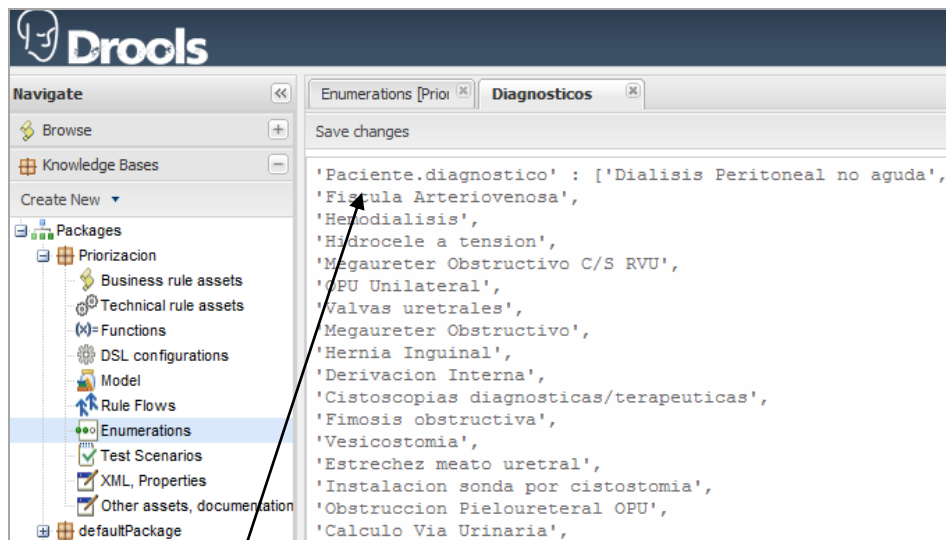 Drools
Navigate
Browse
Knowledge Bases
Create New
Packages
Priorizacion
Business rule assets
Technical rule assets
(x)= Functions
DSL configurations
Model
Rule Flows
Enumerations
Test Scenarios
XML, Properties
Other assets, documentation
defaultPackage
Enumerations [Prior
Diagnosticos
Save changes
'Paciente.diagnostico' : ['Dialisis Peritoneal no aguda',
'Fistula Arteriovenosa',
'Hemodialisis',
'Hidrocele a tension',
'Megaureter Obstructivo C/S RVU',
'OPU Unilateral',
'Valvas uretrales',
'Megaureter Obstructivo',
'Hernia Inguinal',
'Derivacion Interna',
'Cistoscopias diagnosticas/terapeuticas',
'Fimosis obstructiva',
'Vesicostomia',
'Estrechez meato uretral',
'Instalacion sonda por cistostomia',
'Obstruccion Pieloureteral OPU',
'Calculo Via Urinaria',